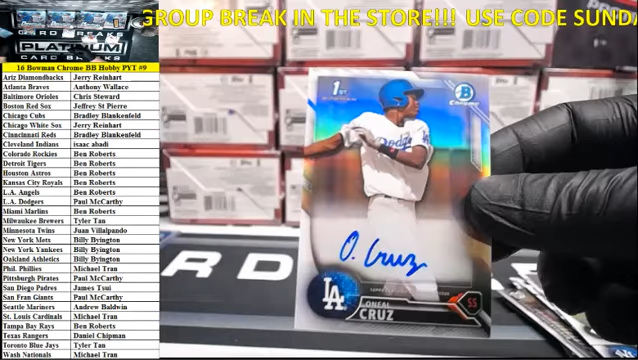 GROUP BREAK IN THE STORE!!! USE CODE SUNDA
PLATINUM
CARD BREAKS
16 Bowman Chrome BB Hobby PYT #9
Ariz Diamondbacks Jerry Reinhart
Atlanta Braves Anthony Wallace
Baltimore Orioles Chris Steward
Boston Red Sox Jeffrey St Pierre
Chicago Cubs Bradley Blankenfeld
Chicago White Sox Jerry Reinhart
Cincinnati Reds Bradley Blankenfeld
Cleveland Indians isaac abadi
Colorado Rockies Ben Roberts
Detroit Tigers Ben Roberts
Houston Astros Ben Roberts
Kansas City Royals Ben Roberts
L.A. Angels Ben Roberts
L.A. Dodgers Paul McCarthy
Miami Marlins Ben Roberts
Milwaukee Brewers Tyler Tan
Minnesota Twins Juan Villalpando
New York Mets Billy Byington
New York Yankees Billy Byington
Oakland Athletics Billy Byington
Phil. Phillies Michael Tran
Pittsburgh Pirates Paul McCarthy
San Diego Padres James Tsui
San Fran Giants Paul McCarthy
Seattle Mariners Andrew Baldwin
St. Louis Cardinals Michael Tran
Tampa Bay Rays Ben Roberts
Texas Rangers Daniel Chipman
Toronto Blue Jays Tyler Tan
Wash Nationals Michael Tran
1ST
B
Chrome
Dodgers
O. Cruz
LA
ONEAL
CRUZ
SS
RD